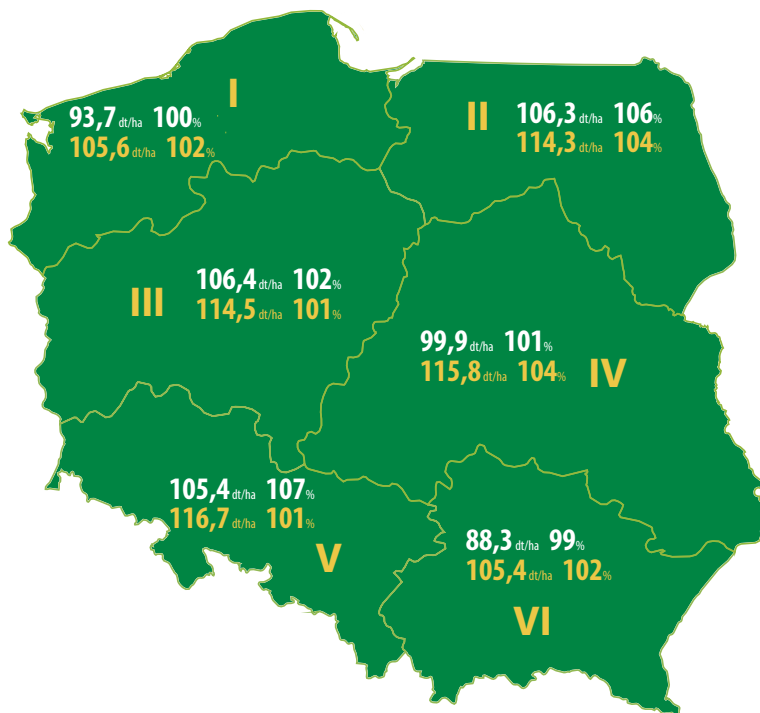 I
93,7 dt/ha 100%
105,6 dt/ha 102%
II
106,3 dt/ha 106%
114,3 dt/ha 104%
III
106,4 dt/ha 102%
114,5 dt/ha 101%
99,9 dt/ha 101%
115,8 dt/ha 104%
IV
105,4 dt/ha 107%
116,7 dt/ha 101%
V
88,3 dt/ha 99%
105,4 dt/ha 102%
VI